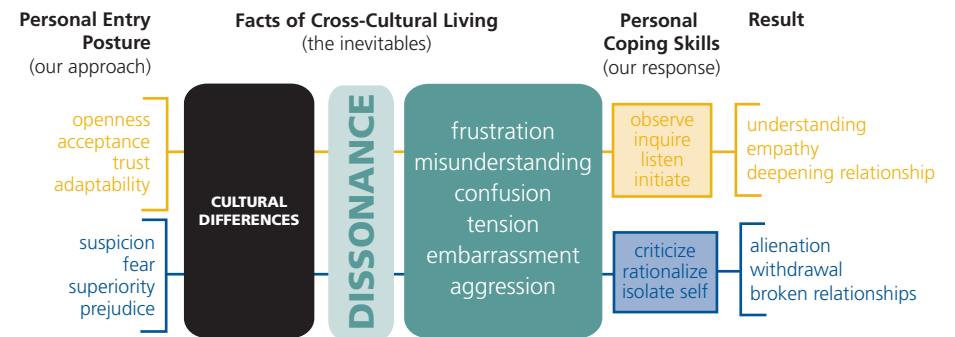 Personal Entry
Posture
(our approach)
Facts of Cross-Cultural Living
(the inevitables)
Personal
Coping Skills
(our response)
Result
openness
acceptance
trust
adaptability
suspicion
fear
superiority
prejudice
CULTURAL
DIFFERENCES
DISSONANCE
frustration
misunderstanding
confusion
tension
embarrassment
aggression
observe
inquire
listen
initiate
criticize
rationalize
isolate self
understanding
empathy
deepening relationship
alienation
withdrawal
broken relationships